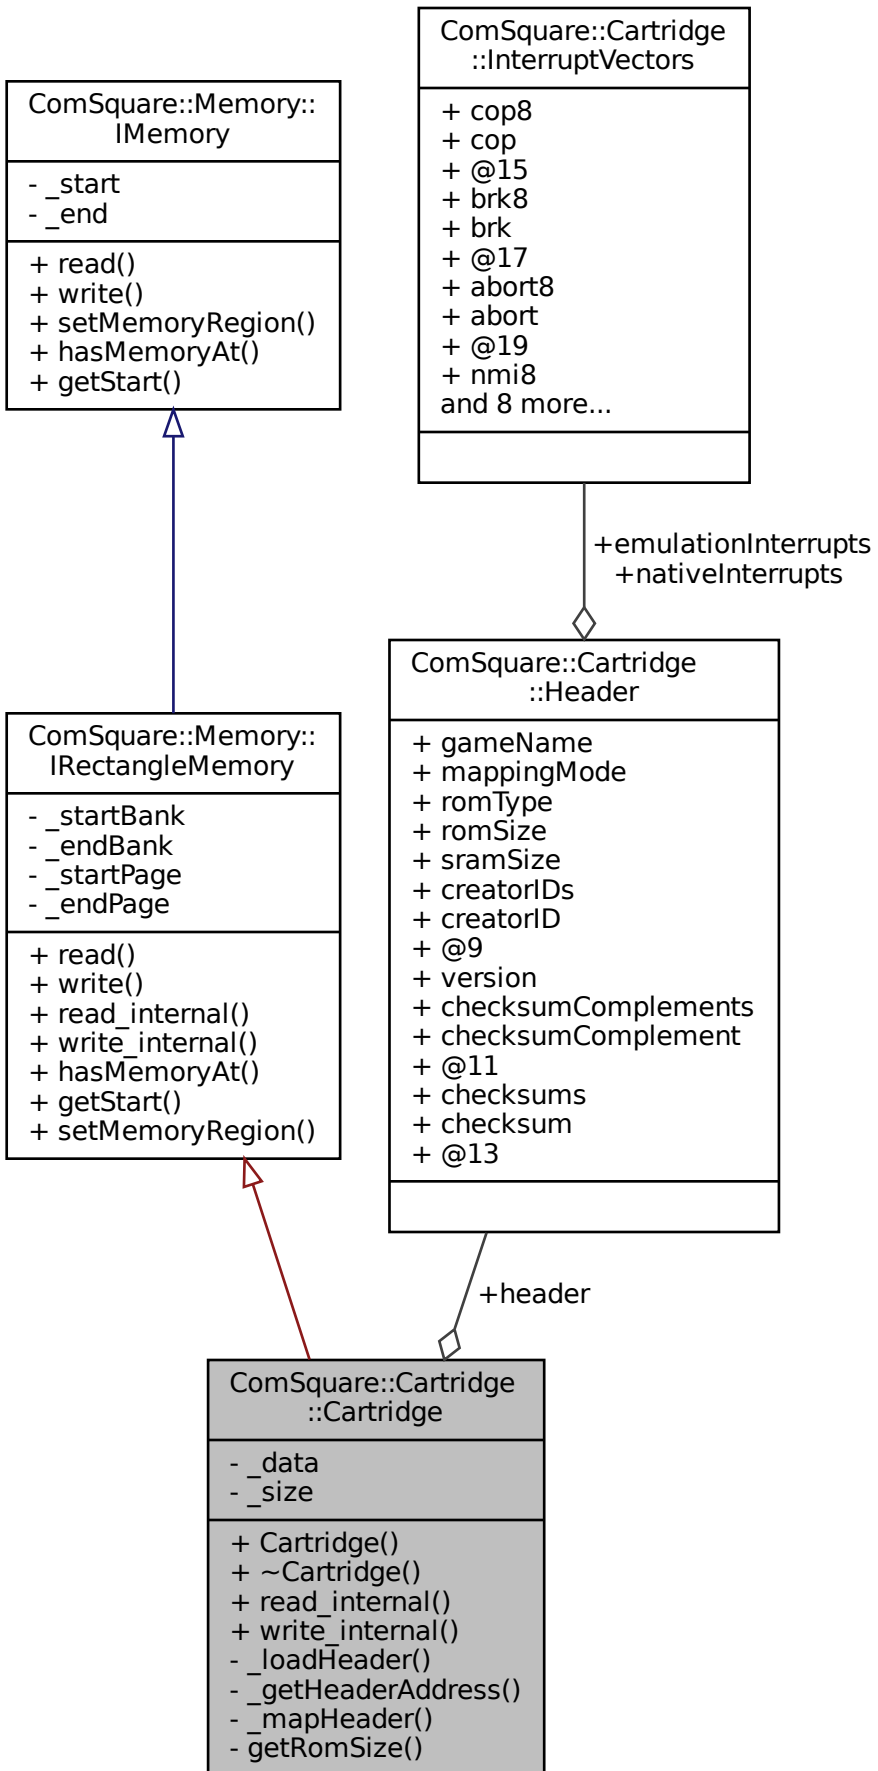 ComSquare::Cartridge
::InterruptVectors
+ cop8
+ cop
+ @15
+ brk8
+ brk
+ @17
+ abort8
+ abort
+ @19
+ nmi8
and 8 more...
ComSquare::Memory::
IMemory
- _start
- _end
+ read()
+ write()
+ setMemoryRegion()
+ hasMemoryAt()
+ getStart()
+emulationInterrupts
+nativeInterrupts
ComSquare::Cartridge
::Header
+ gameName
+ mappingMode
+ romType
+ romSize
+ sramSize
+ creatorIDs
+ creatorID
+ @9
+ version
+ checksumComplements
+ checksumComplement
+ @11
+ checksums
+ checksum
+ @13
ComSquare::Memory::
IRectangleMemory
- _startBank
- _endBank
- _startPage
- _endPage
+ read()
+ write()
+ read_internal()
+ write_internal()
+ hasMemoryAt()
+ getStart()
+ setMemoryRegion()
+header
ComSquare::Cartridge
::Cartridge
- _data
- _size
+ Cartridge()
+ ~Cartridge()
+ read_internal()
+ write_internal()
- _loadHeader()
- _getHeaderAddress()
- _mapHeader()
- getRomSize()